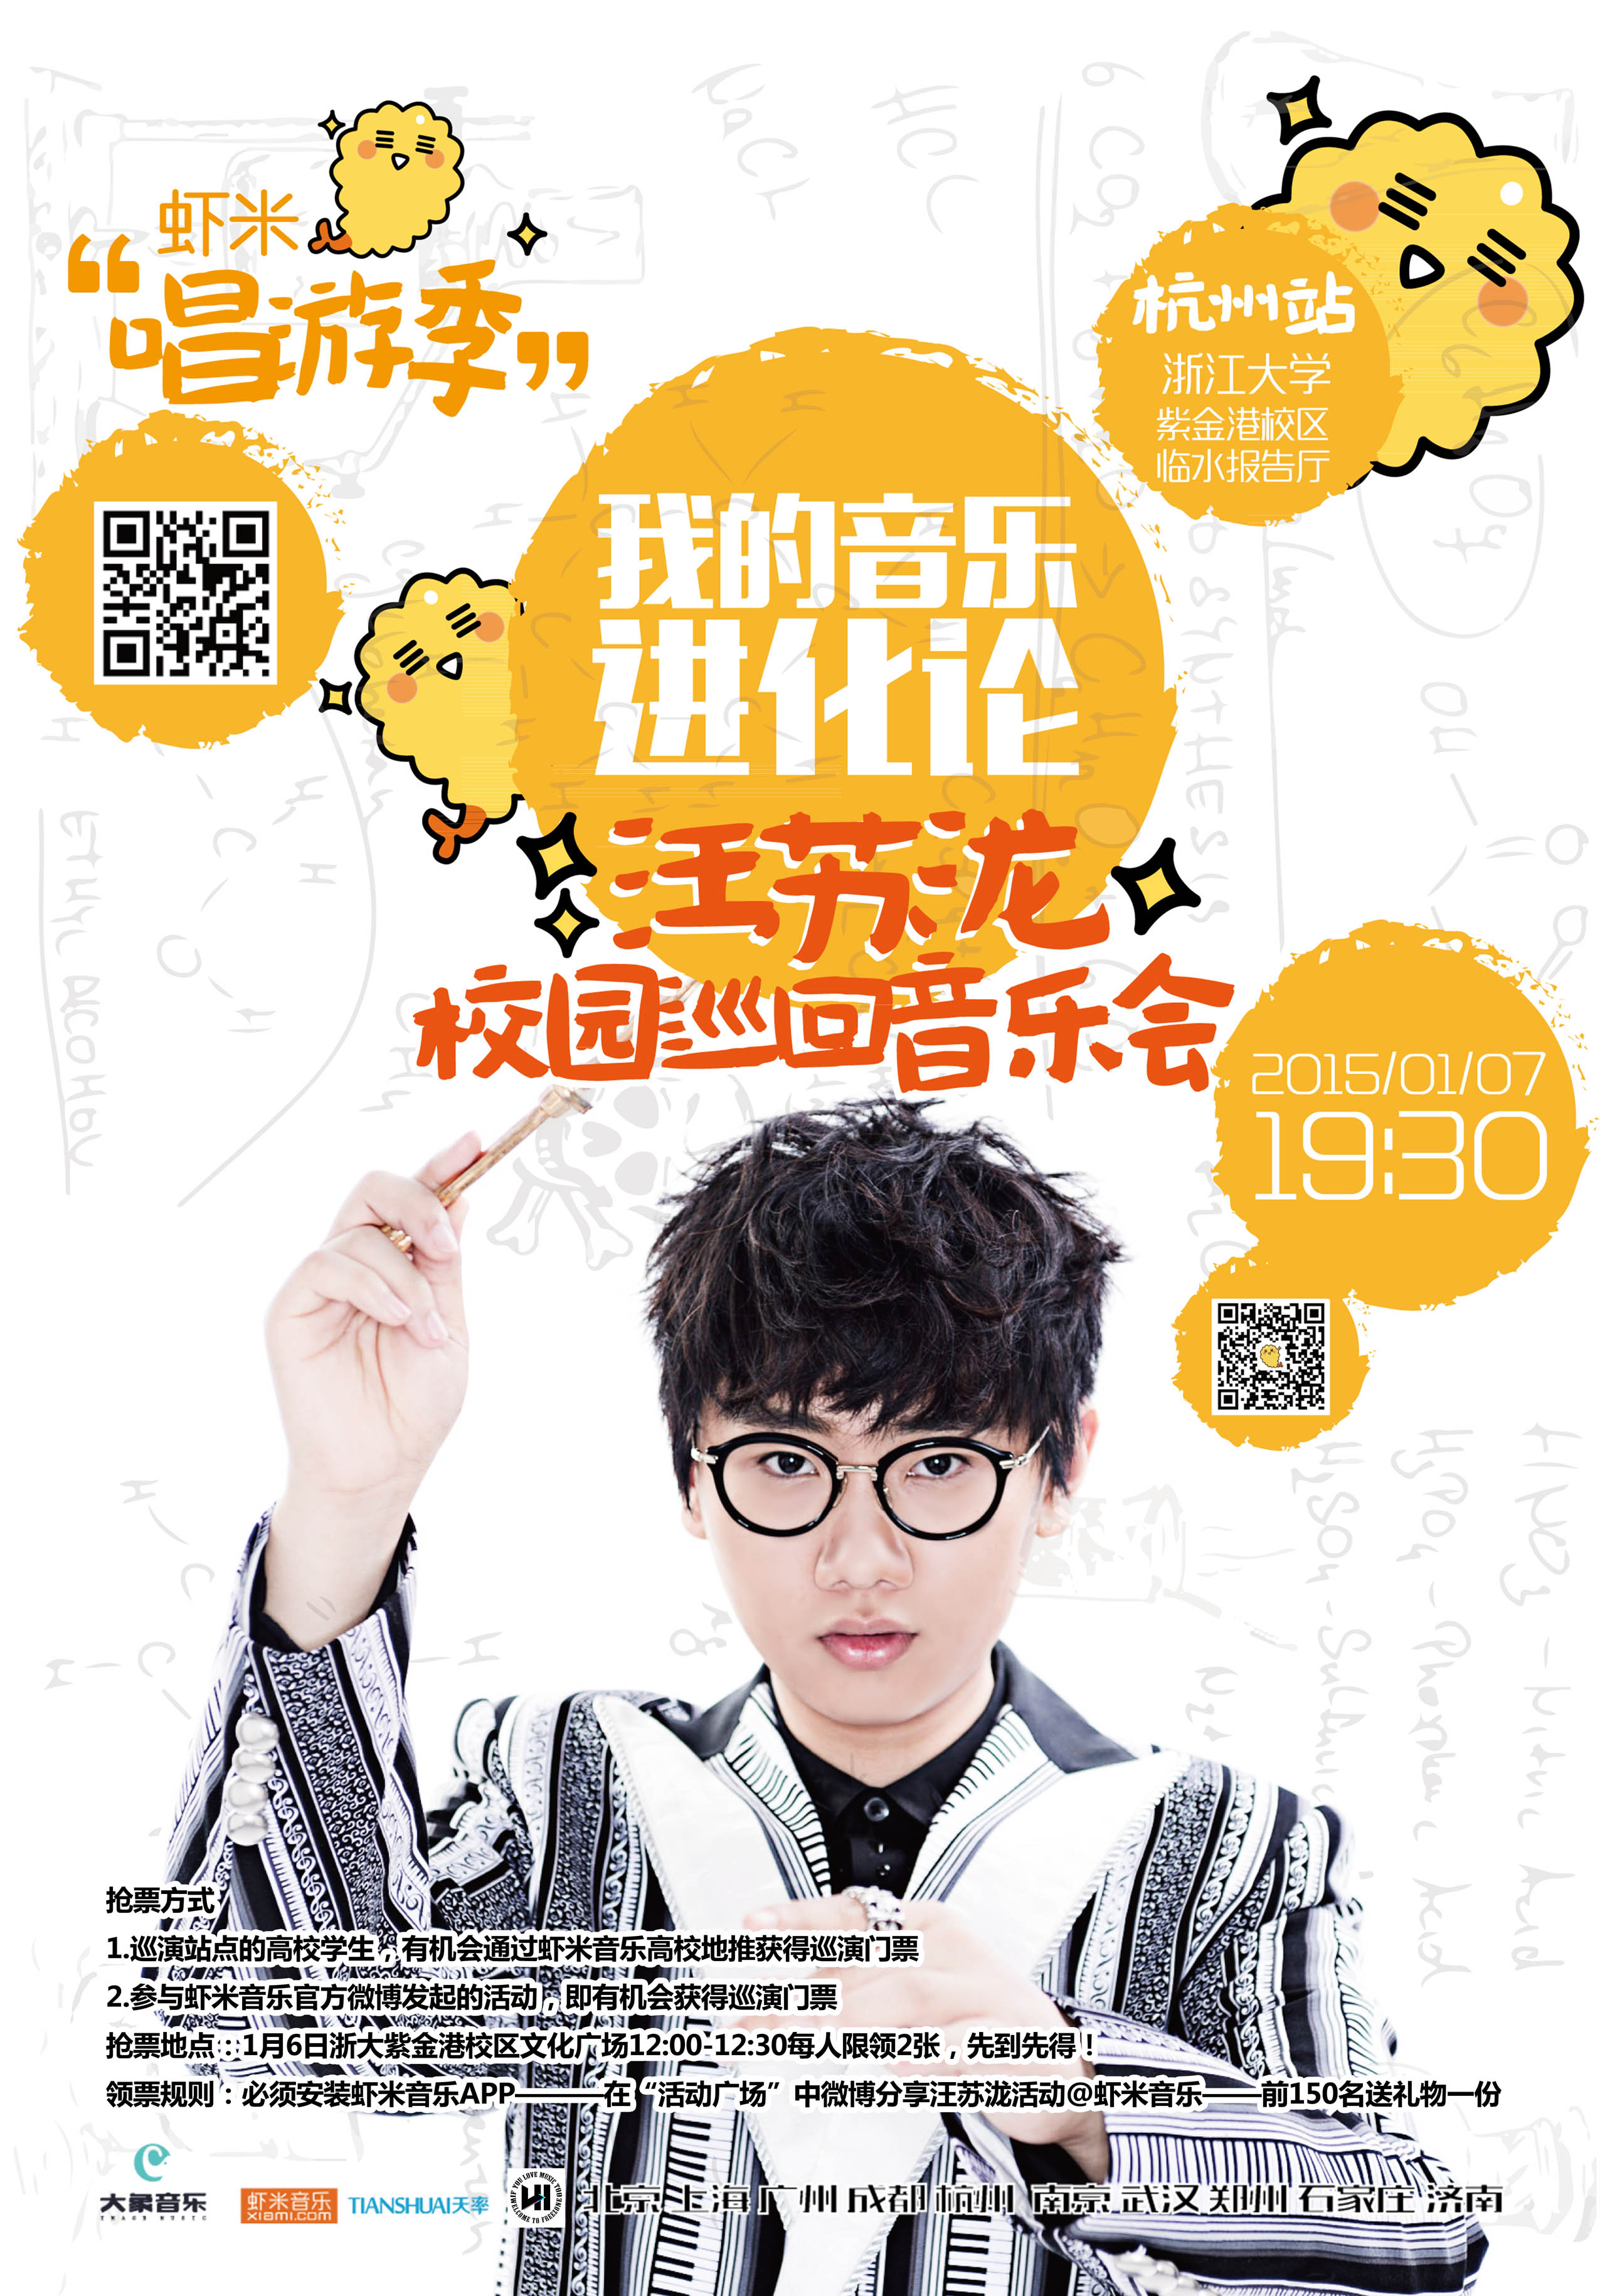 虾米
“唱游季”
杭州站
浙江大学
紫金港校区
临水报告厅
我的音乐
进化论
汪苏泷
校园巡回音乐会
2015/01/07
19:30
抢票方式
1.巡演站点的高校学生，有机会通过虾米音乐高校地推获得巡演门票
2.参与虾米音乐官方微博发起的活动，即有机会获得巡演门票
抢票地点：1月6日浙大紫金港校区文化广场12:00-12:30每人限领2张，先到先得！
领票规则：必须安装虾米音乐APP———在“活动广场”中微博分享汪苏泷活动@虾米音乐——前150名送礼物一份
大象音乐
虾米音乐
xiami.com
TIANSHUAI天率
北京 上海 广州 成都 杭州 南京 武汉 郑州 石家庄 济南